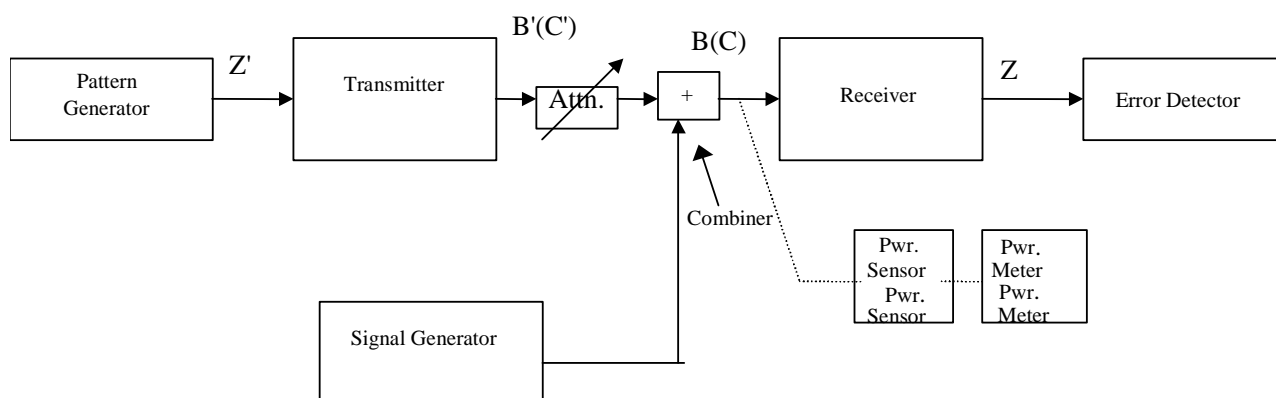 B'(C')
B(C)
Z'
Z
Pattern
Generator
Transmitter
Attn.
+
Receiver
Error Detector
Combiner
Pwr.
Sensor
Pwr.
Sensor
Pwr.
Meter
Pwr.
Meter
Signal Generator